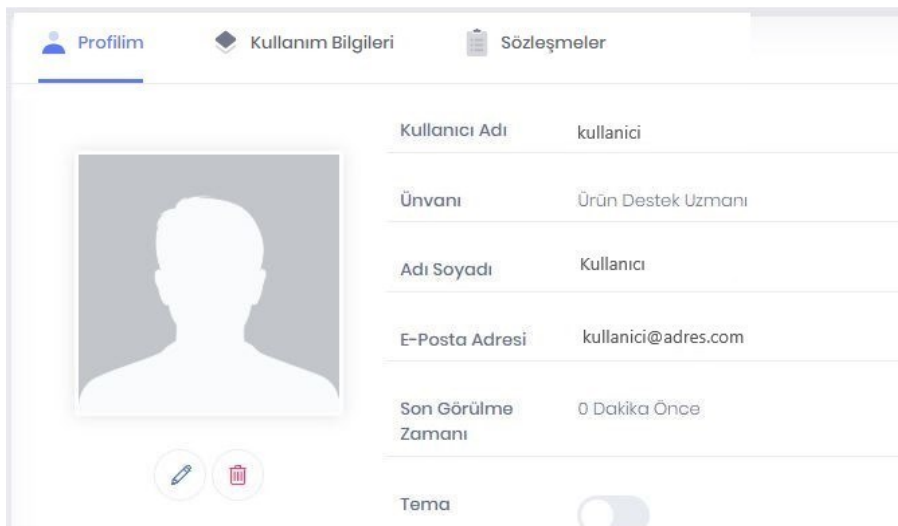 Profilim Kullanım Bilgileri Sözleşmeler
Kullanıcı Adı kullanici
Ünvanı Ürün Destek Uzmanı
Adı Soyadı Kullanıcı
E-Posta Adresi kullanici@adres.com
Son Görülme 0 Dakika Önce
Zamanı
Tema